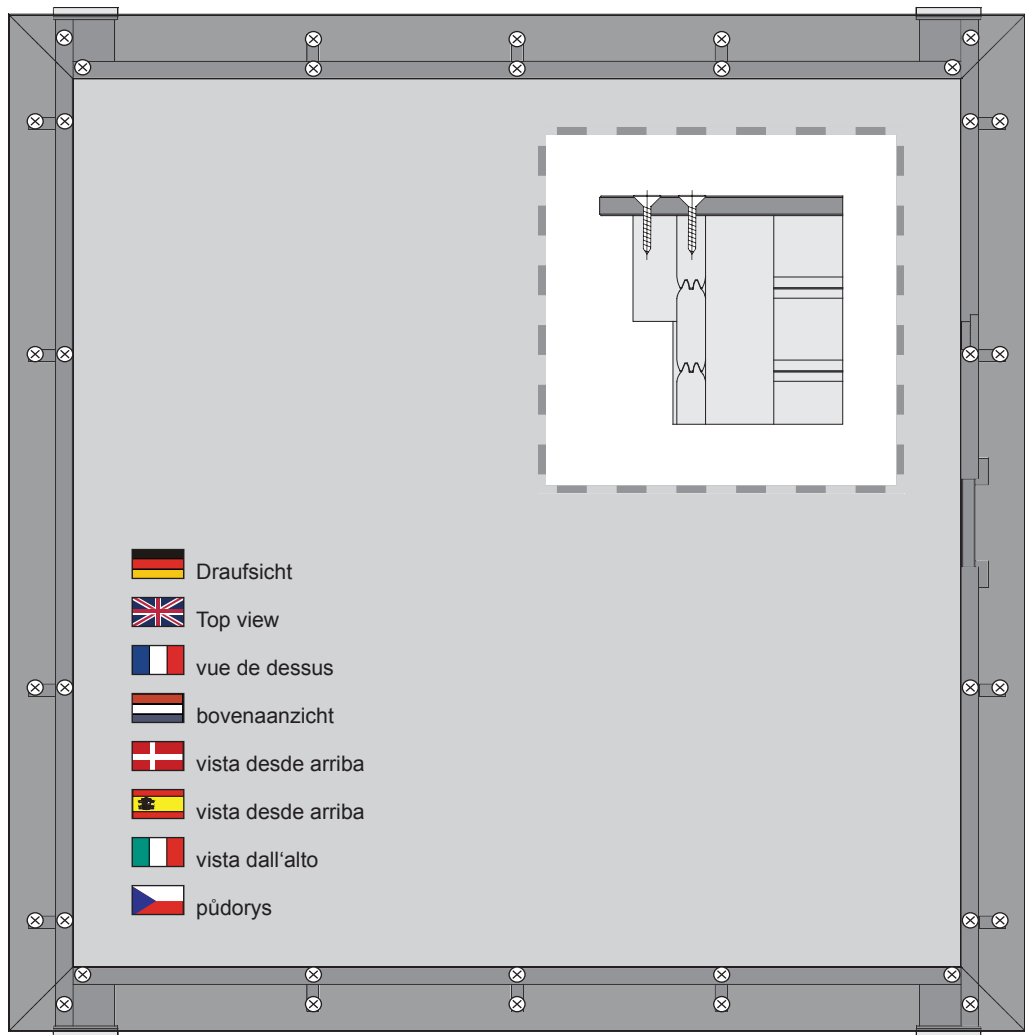 Draufsicht
Top view
vue de dessus
bovenaanzicht
vista desde arriba
vista desde arriba
vista dall‘alto
půdorys